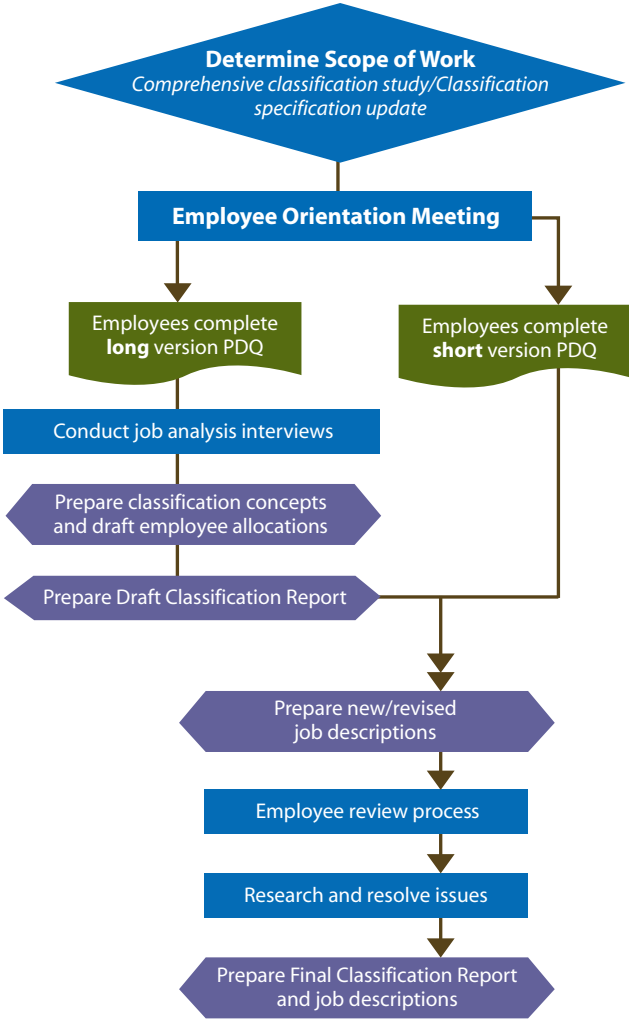 Determine Scope of Work
Comprehensive classification study/Classification
specification update
Employee Orientation Meeting
Employees complete
long version PDQ
Employees complete
short version PDQ
Conduct job analysis interviews
Prepare classification concepts
and draft employee allocations
Prepare Draft Classification Report
Prepare new/revised
job descriptions
Employee review process
Research and resolve issues
Prepare Final Classification Report
and job descriptions